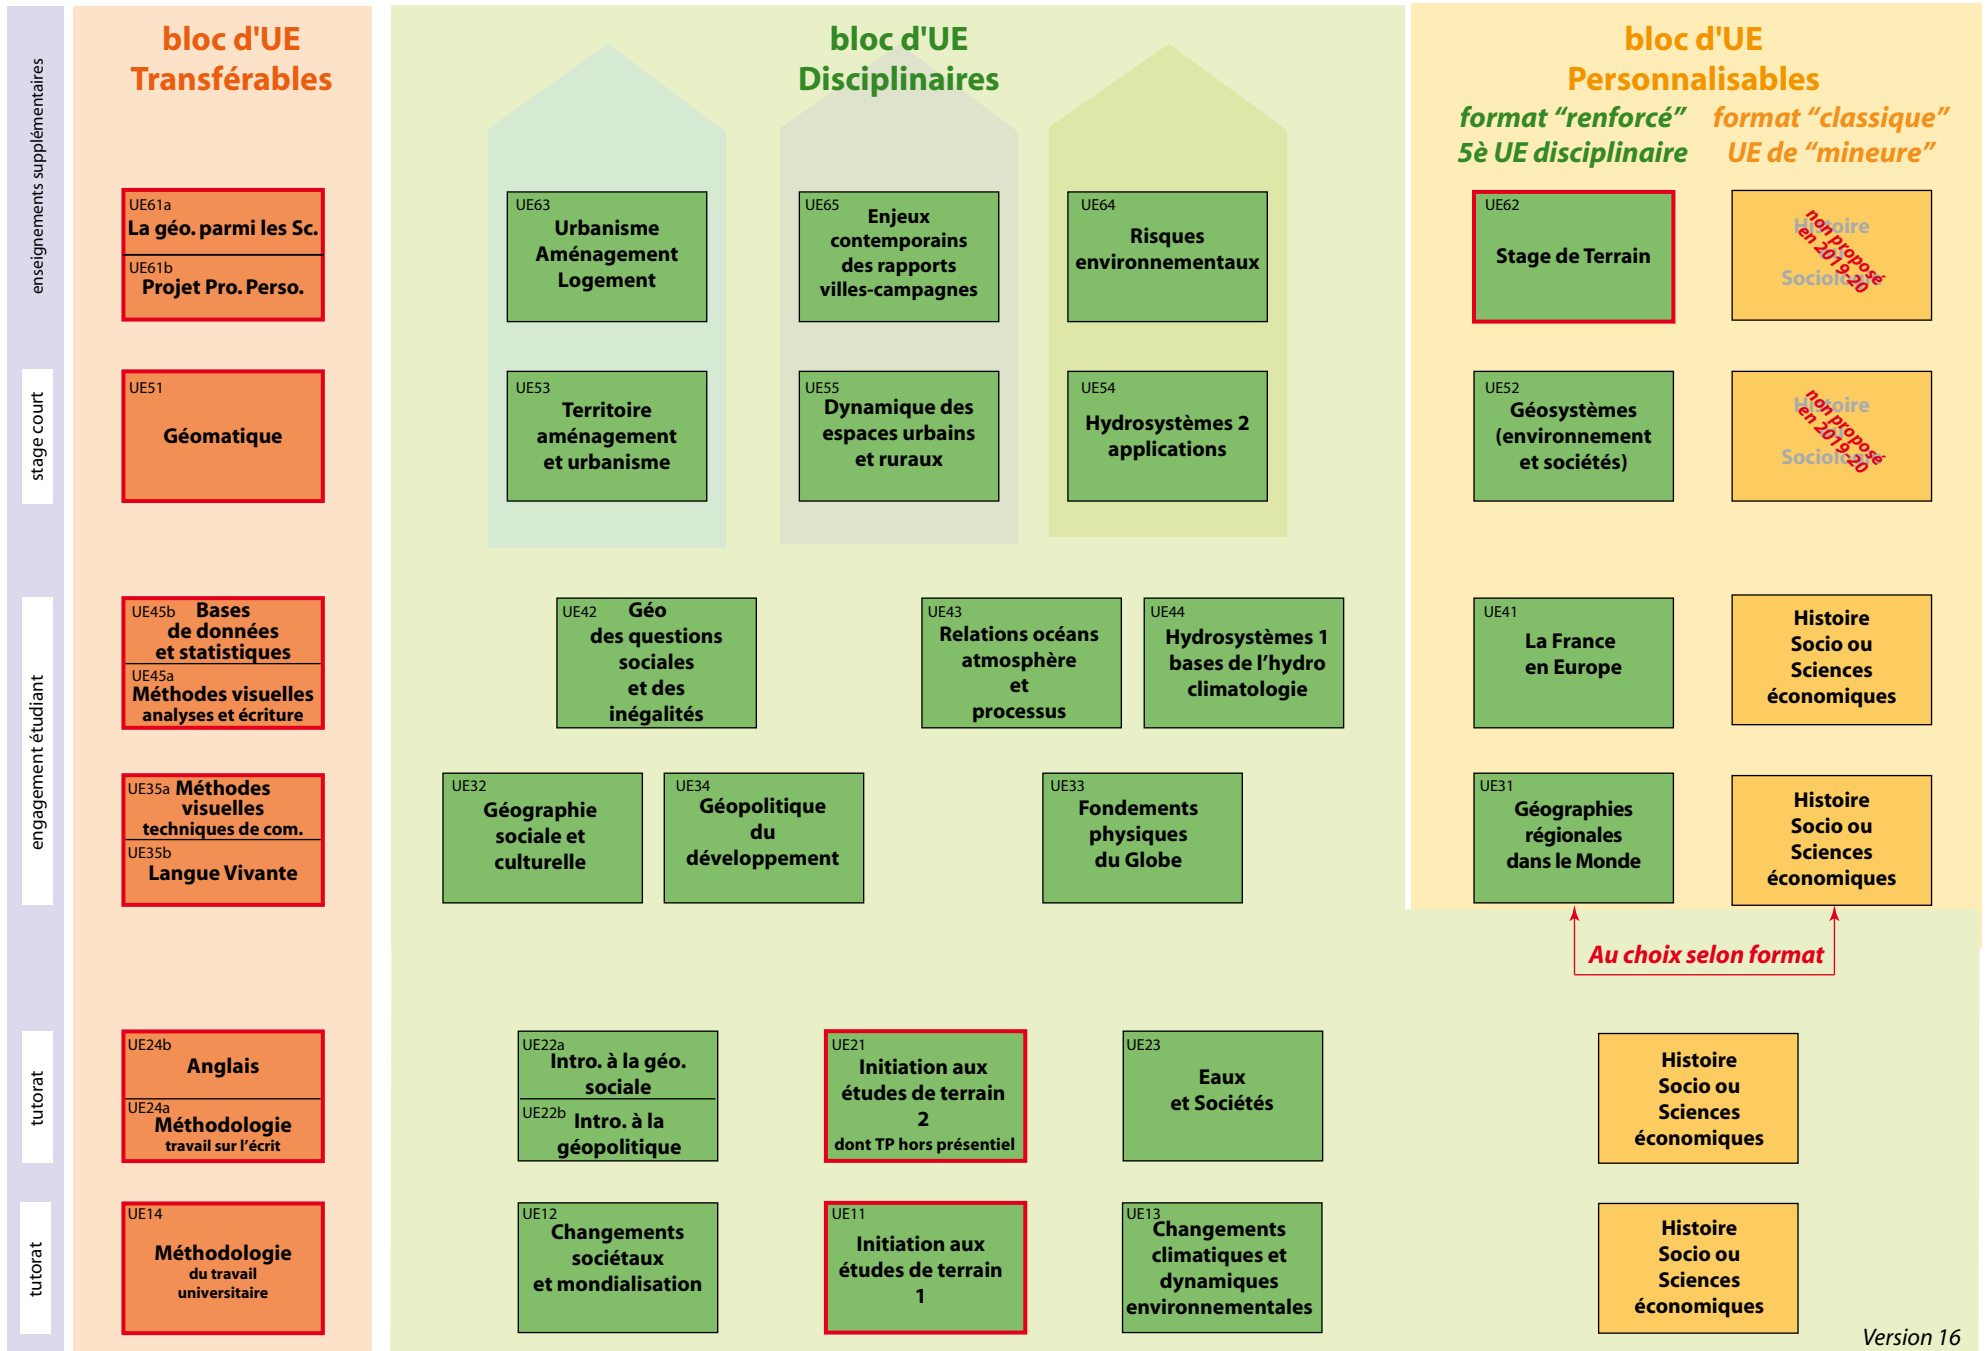 enseignements supplémentaires
stage court
engagement étudiant
tutorat
tutorat
bloc d'UE
Transférables
UE61a
La géo. parmi les Sc.
UE61b
Projet Pro. Perso.
UE51
Géomatique
UE45b Bases
de données
et statistiques
UE45a
Méthodes visuelles
analyses et écriture
UE35a Méthodes
visuelles
techniques de com.
UE35b
Langue Vivante
UE24b
Anglais
UE24a
Méthodologie
travail sur l'écrit
UE14
Méthodologie
du travail
universitaire
bloc d'UE
Disciplinaires
UE63
Urbanisme
Aménagement
Logement
UE65
Enjeux
contemporains
des rapports
villes-campagnes
UE64
Risques
environnementaux
UE53
Territoire
aménagement
et urbanisme
UE55
Dynamique des
espaces urbains
et ruraux
UE54
Hydrosystèmes 2
applications
UE42 Géo
des questions
sociales
et des
inégalités
UE43
Relations océans
atmosphère
et
processus
UE44
Hydrosystèmes 1
bases de l'hydro
climatologie
UE32
Géographie
sociale et
culturelle
UE34
Géopolitique
du
développement
UE33
Fondements
physiques
du Globe
UE22a
Intro. à la géo.
sociale
UE22b
Intro. à la
géopolitique
UE21
Initiation aux
études de terrain
2
dont TP hors présentiel
UE23
Eaux
et Sociétés
UE12
Changements
sociétaux
et mondialisation
UE11
Initiation aux
études de terrain
1
UE13
Changements
climatiques et
dynamiques
environnementales
bloc d'UE
Personnalisables
format “renforcé”
5è UE disciplinaire
format “classique”
UE de “mineure”
UE62
Stage de Terrain
Histoire
Sociologie
non proposé
en 2019-20
UE52
Géosystèmes
(environnement
et sociétés)
Histoire
Sociologie
non proposé
en 2019-20
UE41
La France
en Europe
Histoire
Socio ou
Sciences
économiques
UE31
Géographies
régionales
dans le Monde
Histoire
Socio ou
Sciences
économiques
Au choix selon format
Histoire
Socio ou
Sciences
économiques
Histoire
Socio ou
Sciences
économiques
Version 16